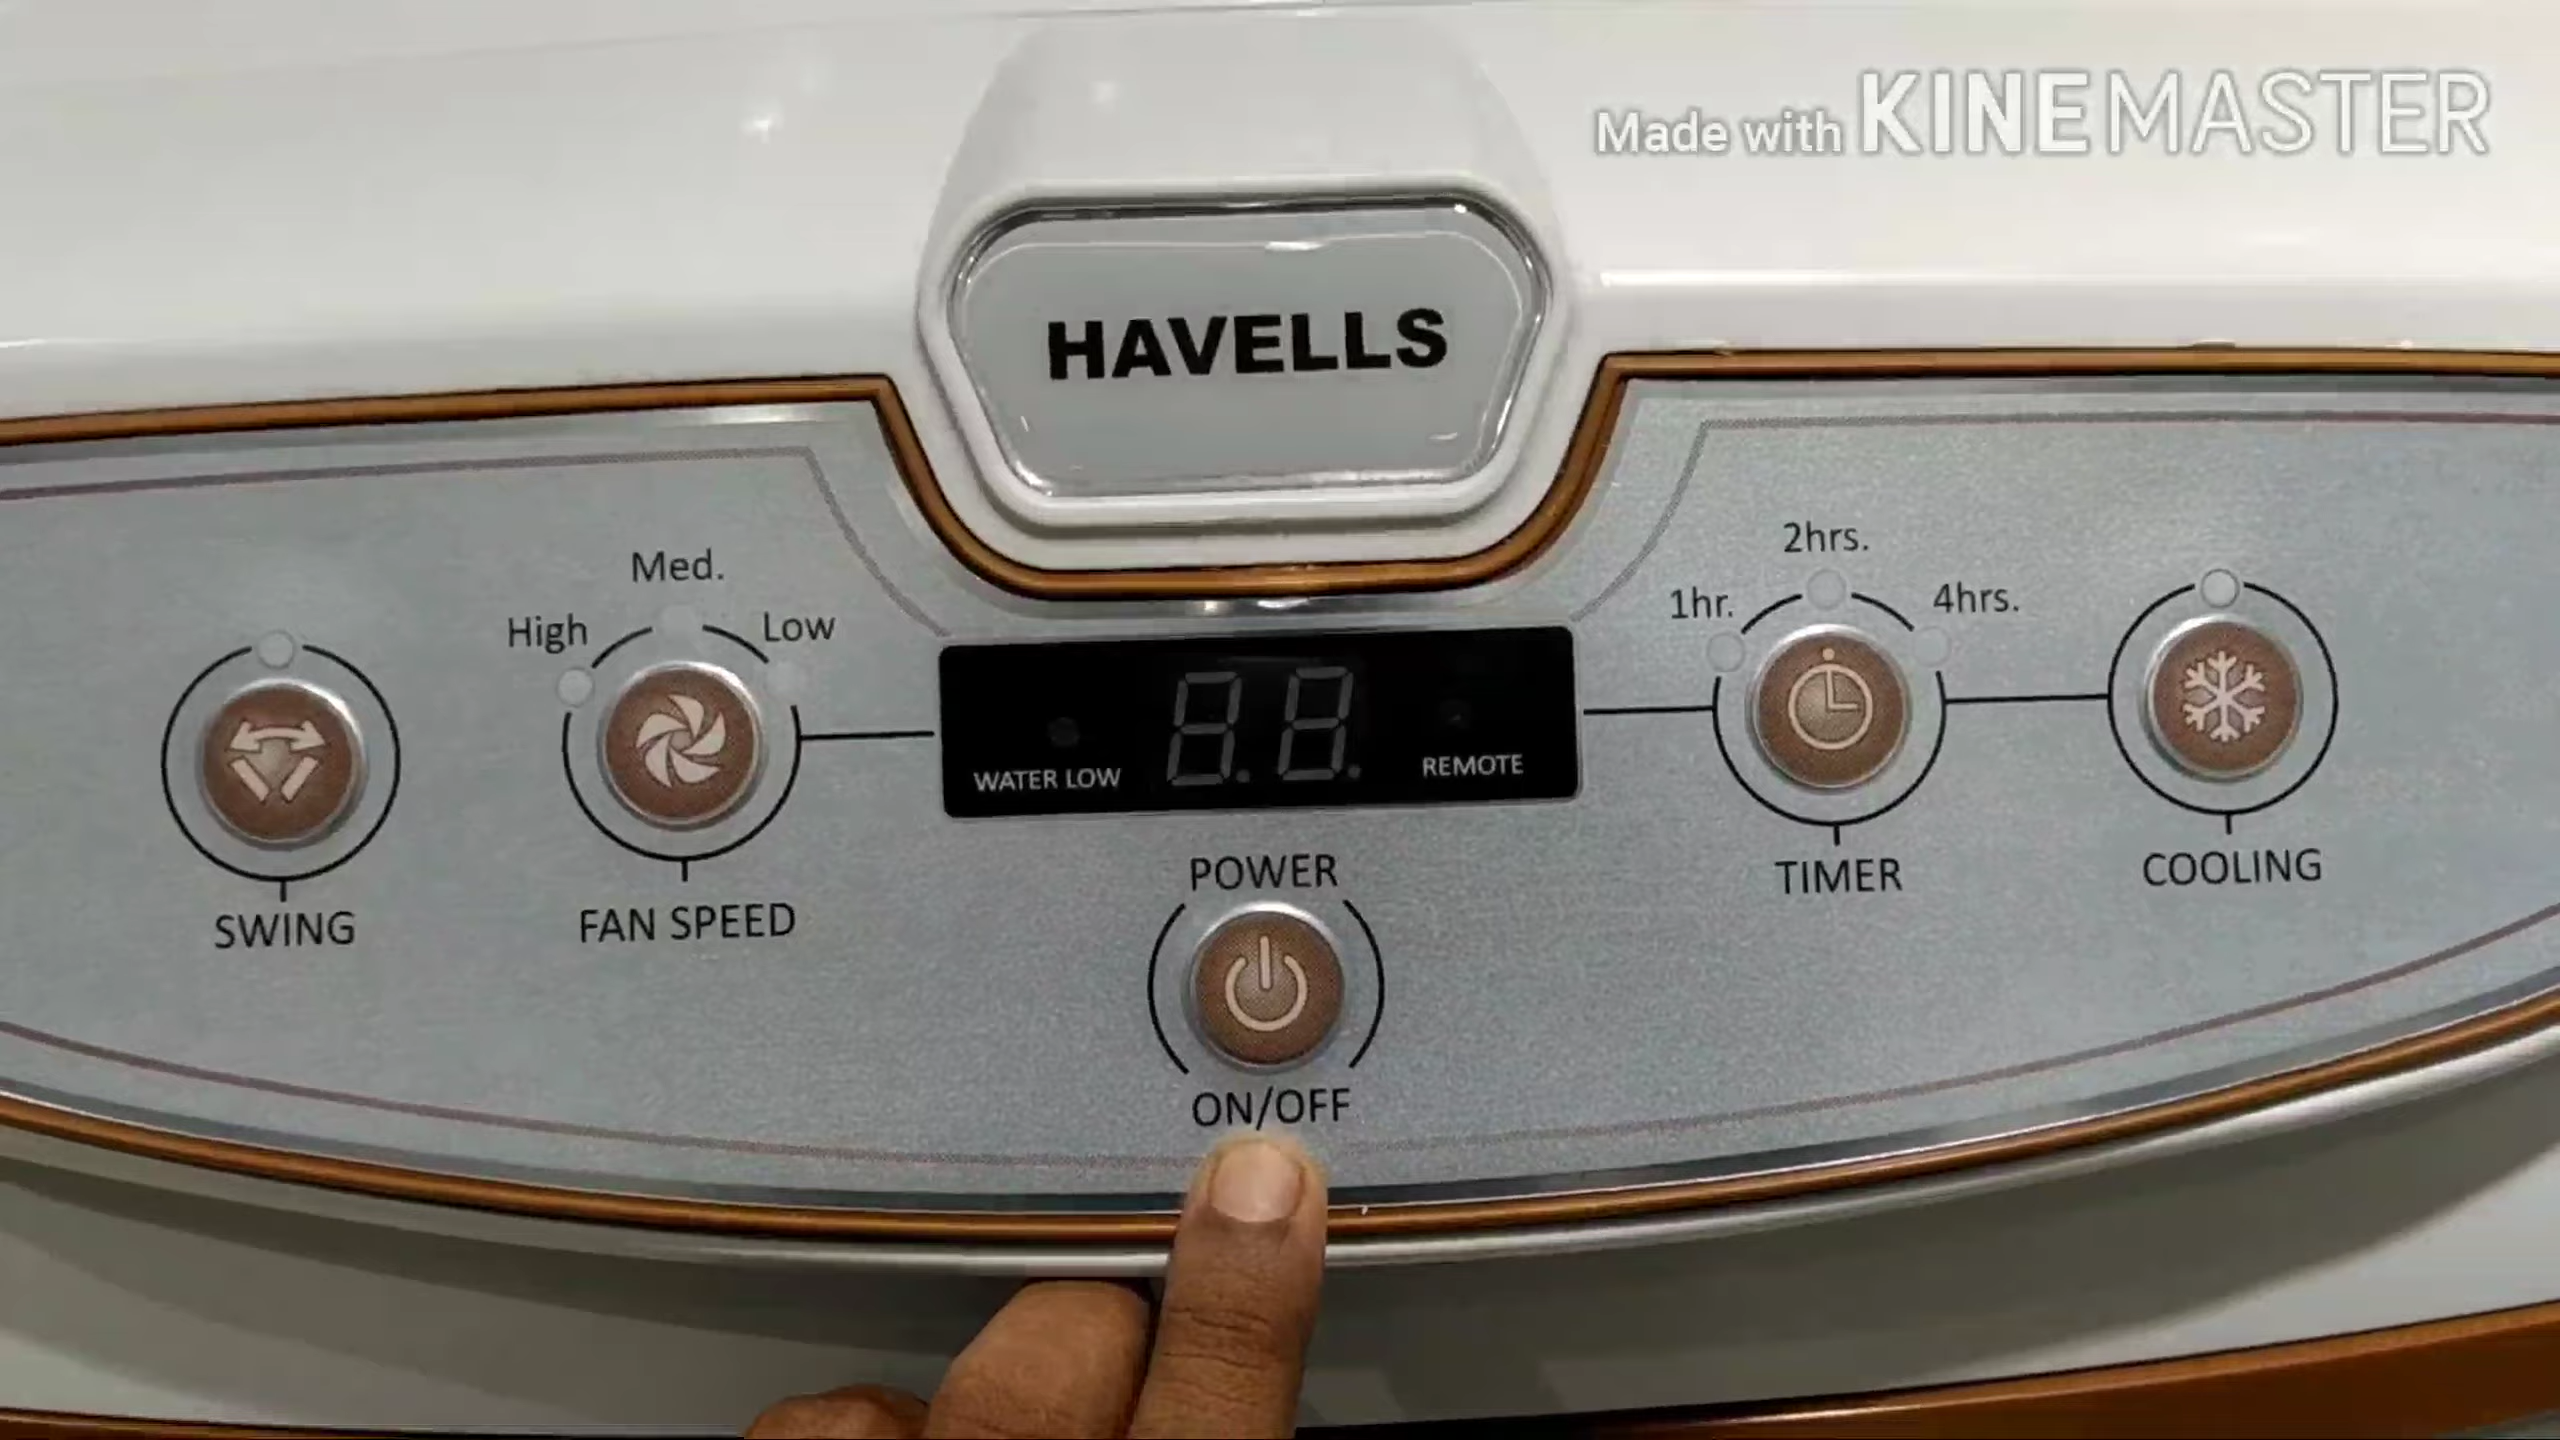 Made with KINEMASTER
HAVELLS
SWING
High
Med.
Low
FAN SPEED
WATER LOW
REMOTE
POWER
ON/OFF
1hr.
2hrs.
4hrs.
TIMER
COOLING